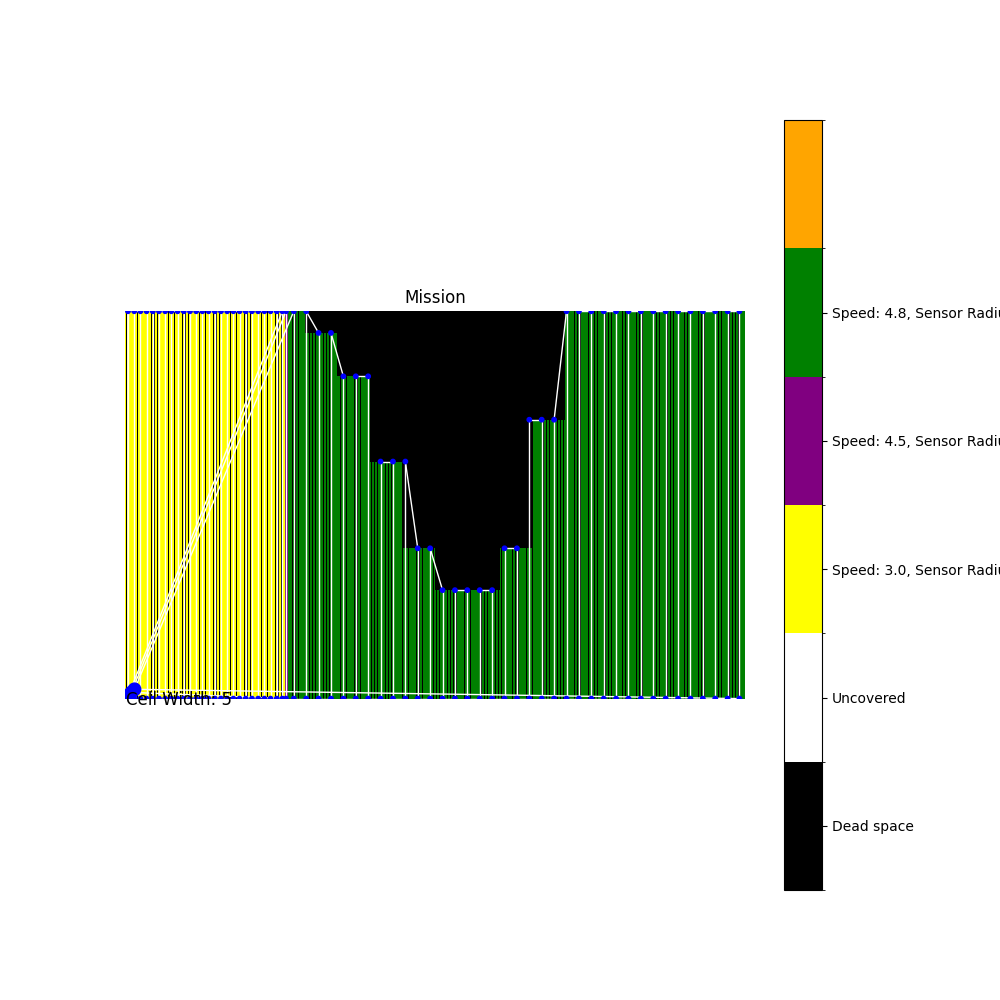 Mission
Speed: 4.8, Sensor Radiu
Speed: 4.5, Sensor Radiu
Speed: 3.0, Sensor Radiu
Uncovered
Cell Width: 5
Dead space